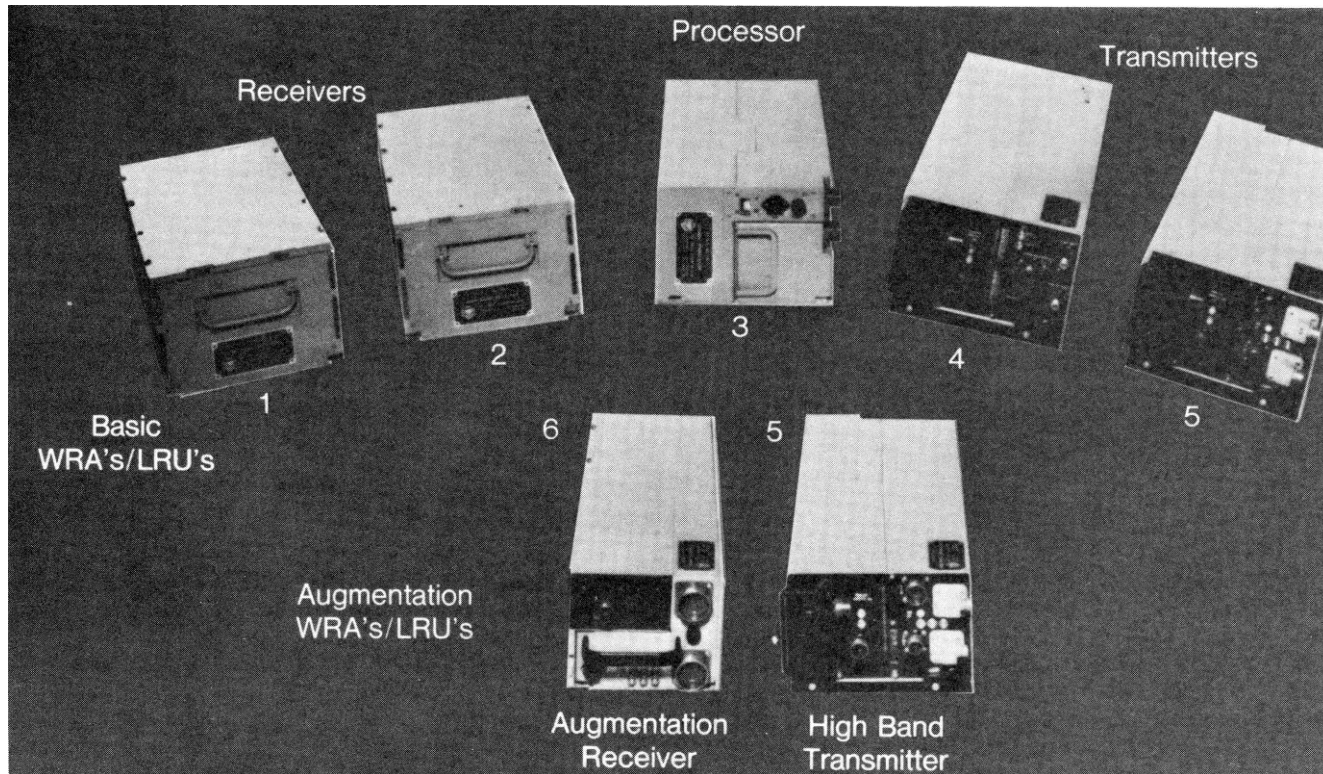 Processor
Transmitters
Receivers
1
2
3
4
5
Basic
WRA's/LRU's
6
5
Augmentation
WRA's/LRU's
Augmentation
Receiver
High Band
Transmitter